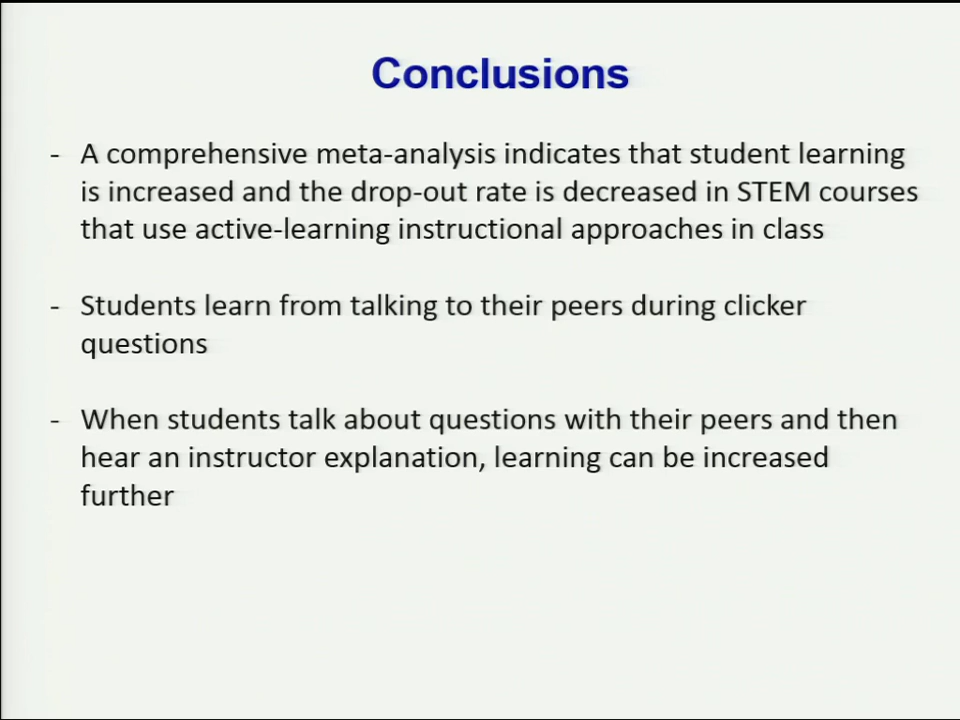 Conclusions
- A comprehensive meta-analysis indicates that student learning
is increased and the drop-out rate is decreased in STEM courses
that use active-learning instructional approaches in class
- Students learn from talking to their peers during clicker
questions
- When students talk about questions with their peers and then
hear an instructor explanation, learning can be increased
further